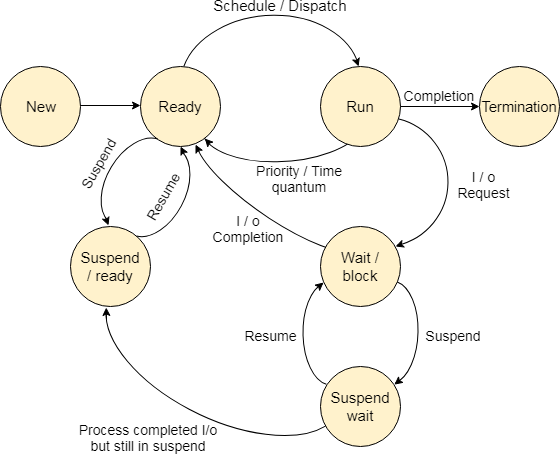 Schedule / Dispatch
New
Ready
Run
Completion
Termination
Suspend
Resume
Priority / Time
quantum
I / o
Request
I / o
Completion
Suspend
/ ready
Wait /
block
Resume
Suspend
Suspend
wait
Process completed I/o
but still in suspend